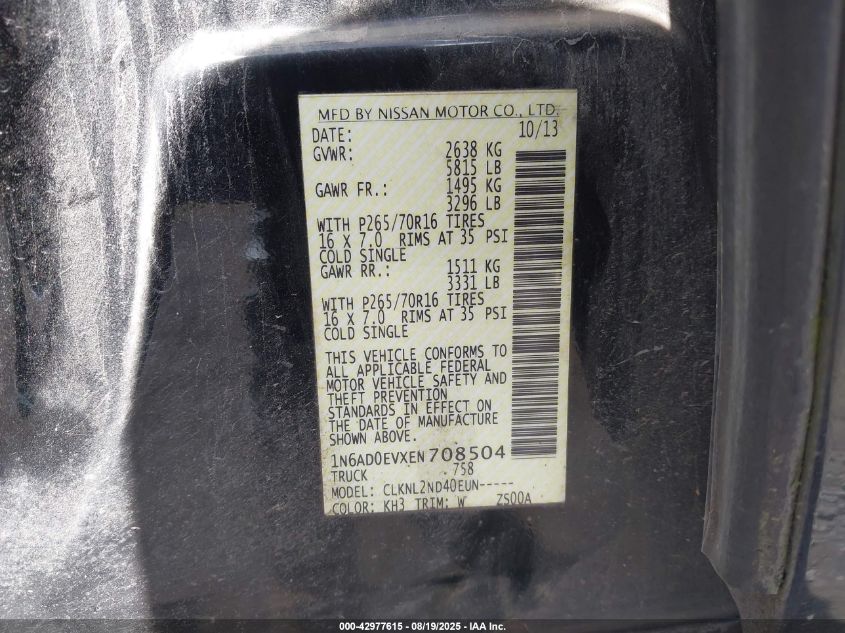 MFD BY NISSAN MOTOR CO., LTD.
DATE: 10/13
GVWR: 2638 KG
5815 LB
GAWR FR.: 1495 KG
3296 LB
WITH P265/70R16 TIRES
16 X 7.0 RIMS AT 35 PSI
COLD SINGLE
GAWR RR.: 1511 KG
3331 LB
WITH P265/70R16 TIRES
16 X 7.0 RIMS AT 35 PSI
COLD SINGLE
THIS VEHICLE CONFORMS TO
ALL APPLICABLE FEDERAL
MOTOR VEHICLE SAFETY AND
THEFT PREVENTION
STANDARDS IN EFFECT ON
THE DATE OF MANUFACTURE
SHOWN ABOVE.
1N6AD0EVXEN708504
TRUCK 758
MODEL: CLKNL2ND40EUN-----
COLOR: KH3 TRIM: W ZS00A
000-42977615 - 08/19/2025 - IAA Inc.